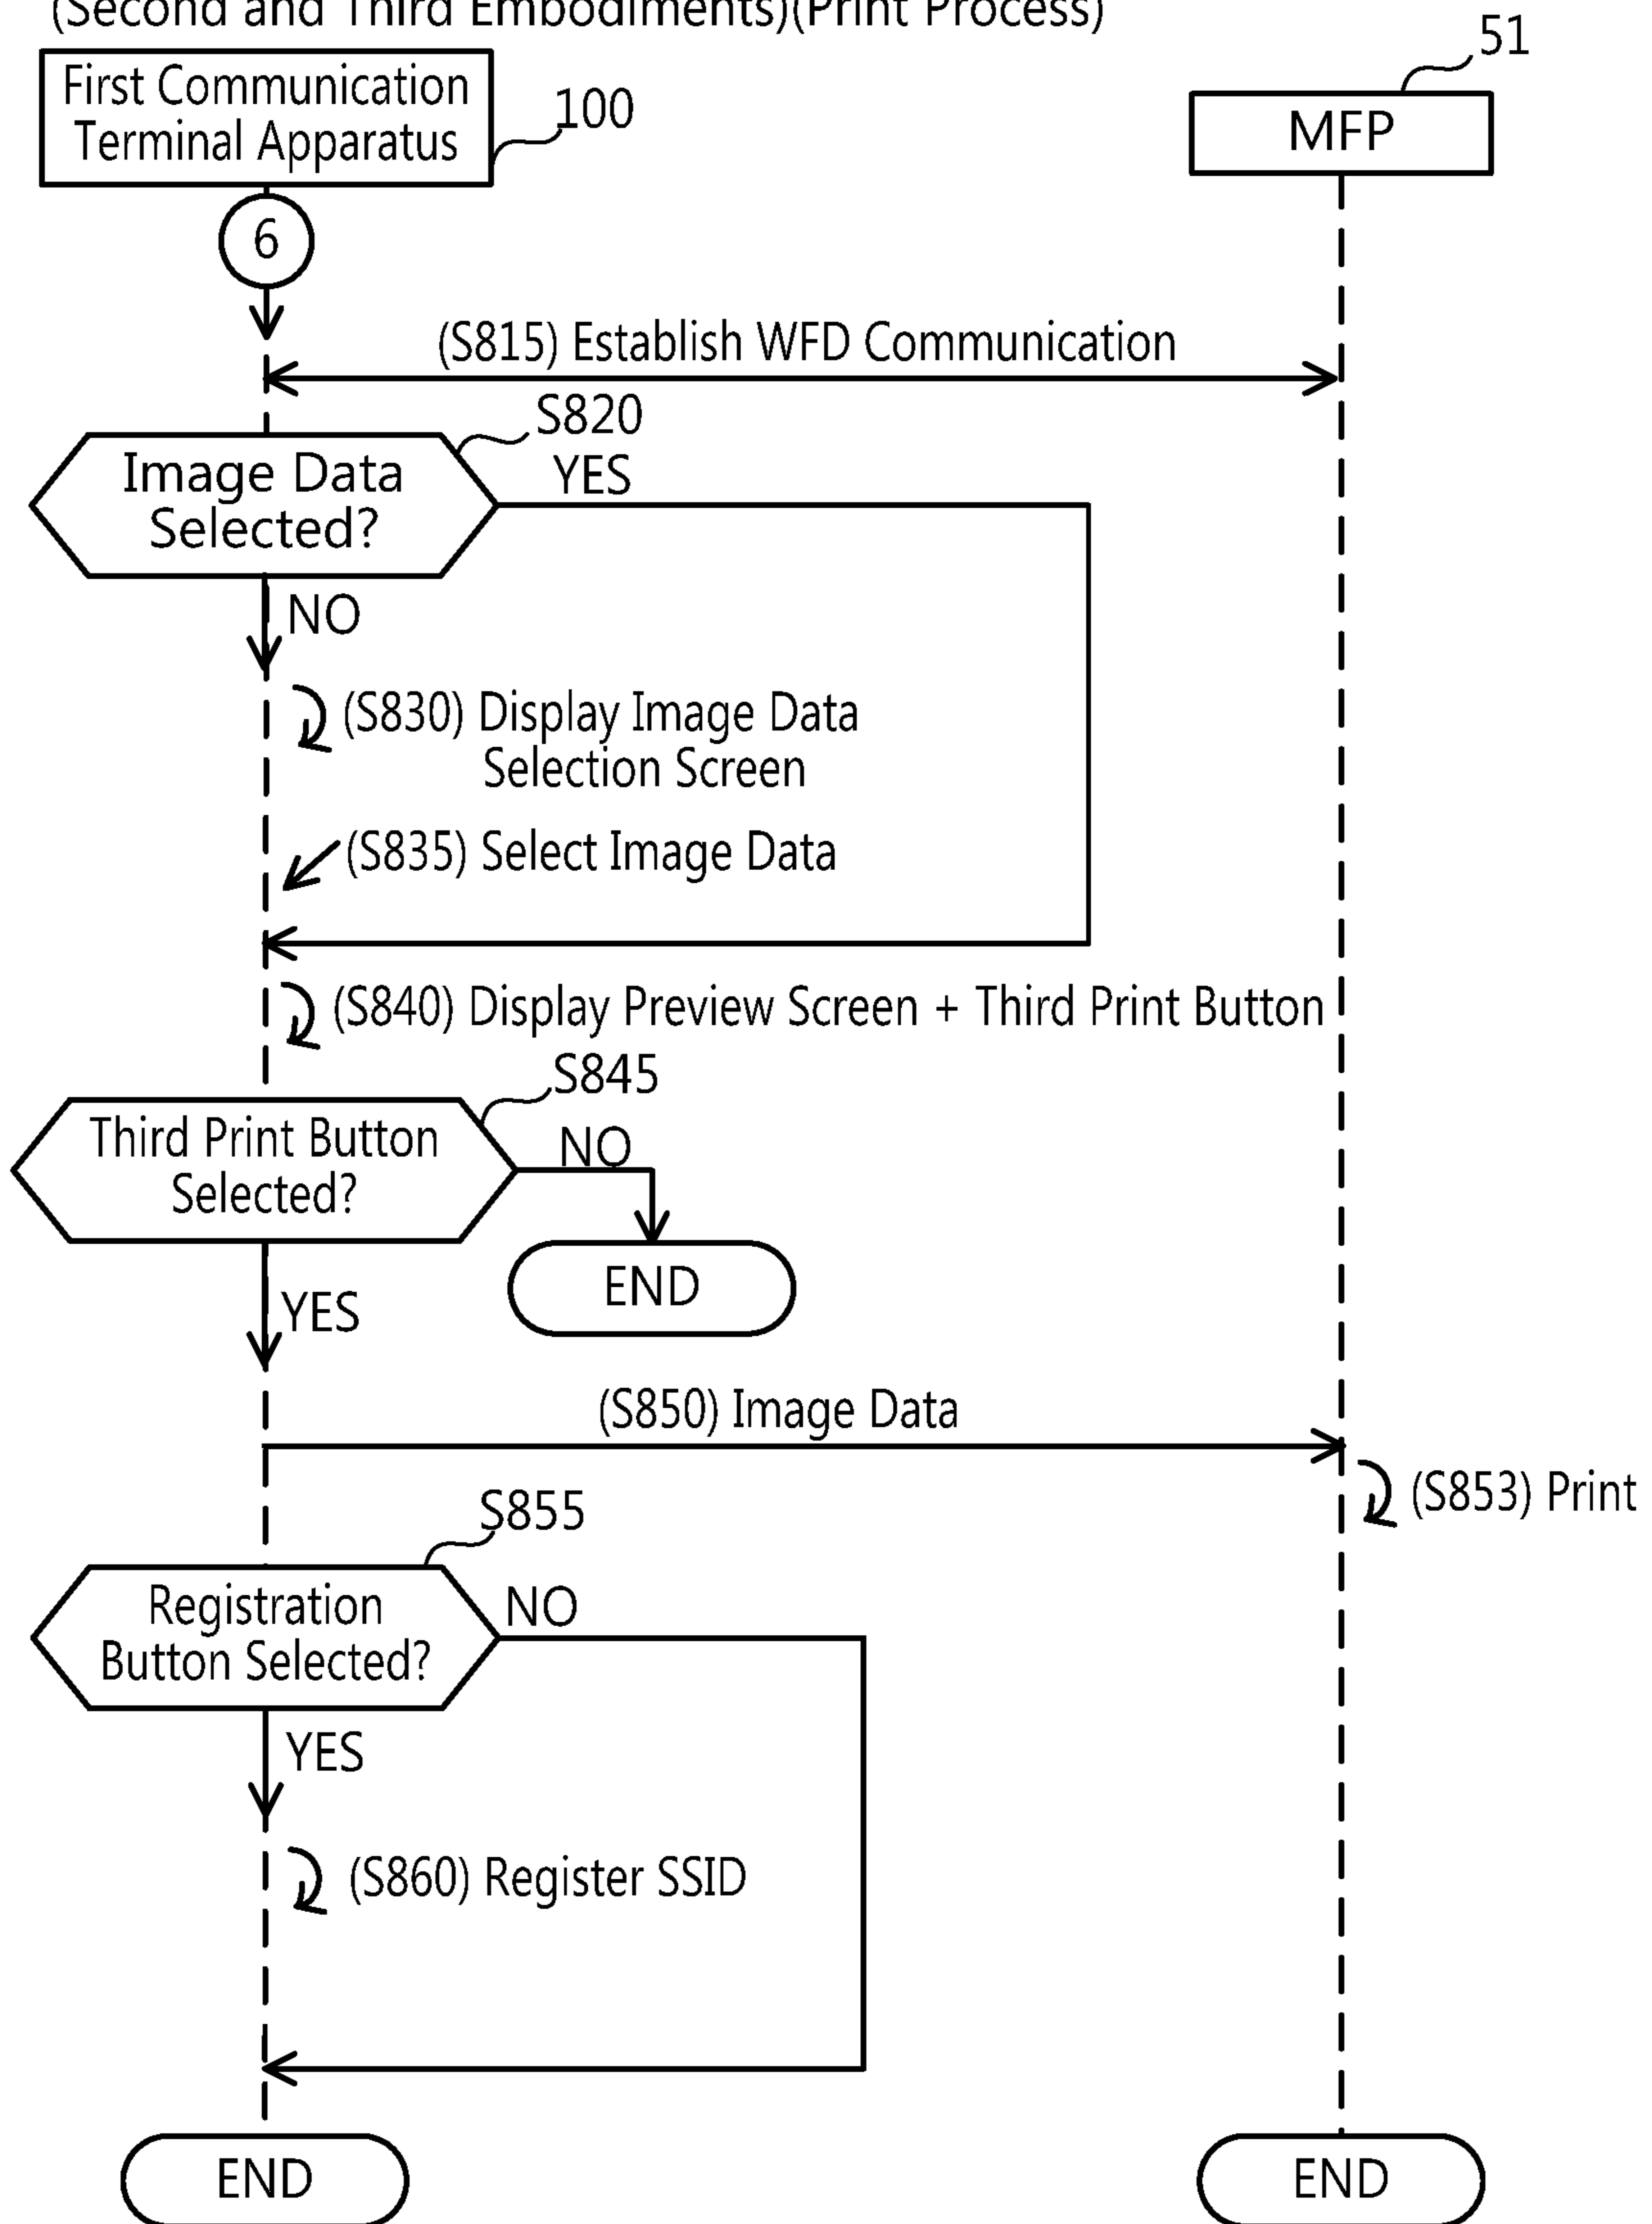 (Second and Third Embodiments)(Print Process)
51
First Communication
Terminal Apparatus
100
MFP
6
(S815) Establish WFD Communication
S820
Image Data
Selected?
YES
NO
(S830) Display Image Data
Selection Screen
(S835) Select Image Data
(S840) Display Preview Screen + Third Print Button
S845
Third Print Button
Selected?
NO
END
YES
(S850) Image Data
(S853) Print
S855
Registration
Button Selected?
NO
YES
(S860) Register SSID
END
END